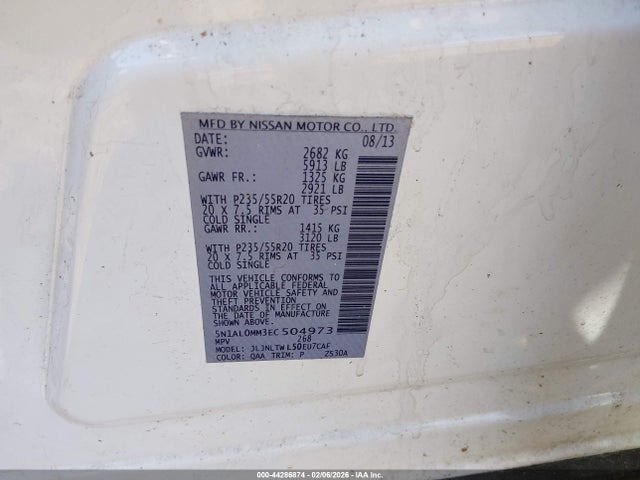 MFD BY NISSAN MOTOR CO., LTD.
DATE: 08/13
GVWR: 2682 KG
5913 LB
GAWR FR.: 1325 KG
2921 LB
WITH P235/55R20 TIRES
20 X 7.5 RIMS AT 35 PSI
COLD SINGLE
GAWR RR.: 1415 KG
3120 LB
WITH P235/55R20 TIRES
20 X 7.5 RIMS AT 35 PSI
COLD SINGLE
THIS VEHICLE CONFORMS TO
ALL APPLICABLE FEDERAL
MOTOR VEHICLE SAFETY AND
THEFT PREVENTION
STANDARDS IN EFFECT ON
THE DATE OF MANUFACTURE
SHOWN ABOVE.
5N1AL0MM3EC504973
MPV 268
MODEL: JLJNLTWL50EU7CAF
COLOR: QAA TRIM: P ZS30A
000-44286874 | 02/06/2026 - IAA Inc.